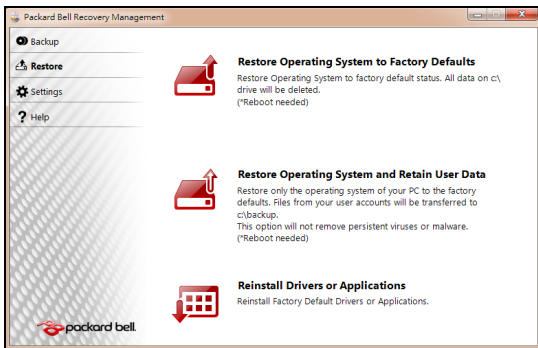 Packard Bell Recovery Management
Backup
Restore
Settings
? Help
Restore Operating System to Factory Defaults
Restore Operating System to factory default status. All data on c:\
drive will be deleted.
(*Reboot needed)
Restore Operating System and Retain User Data
Restore only the operating system of your PC to the factory
defaults. Files from your user accounts will be transferred to
c:\backup.
This option will not remove persistent viruses or malware.
(*Reboot needed)
Reinstall Drivers or Applications
Reinstall Factory Default Drivers or Applications.
packard bell.